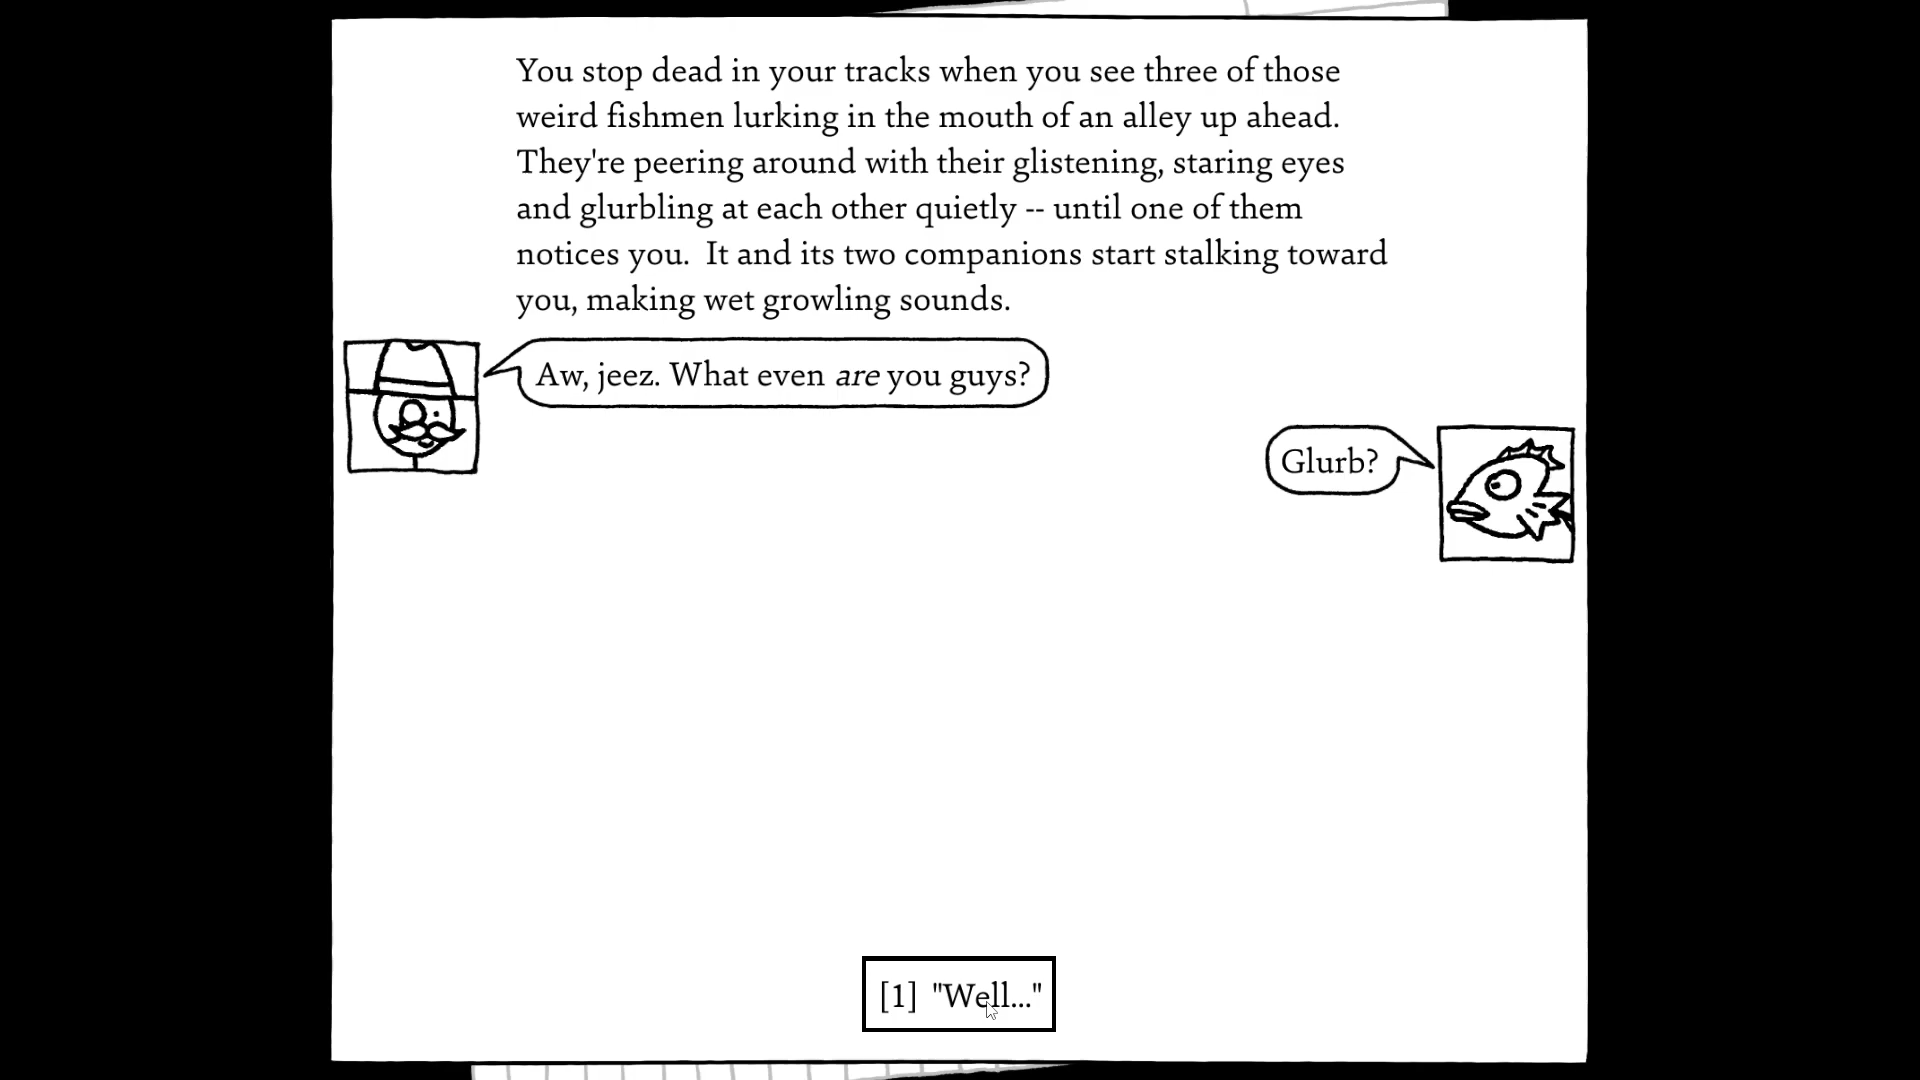 You stop dead in your tracks when you see three of those
weird fishmen lurking in the mouth of an alley up ahead.
They're peering around with their glistening, staring eyes
and glurbling at each other quietly -- until one of them
notices you.  It and its two companions start stalking toward
you, making wet growling sounds.
Aw, jeez. What even are you guys?
Glurb?
[1] "Well..."